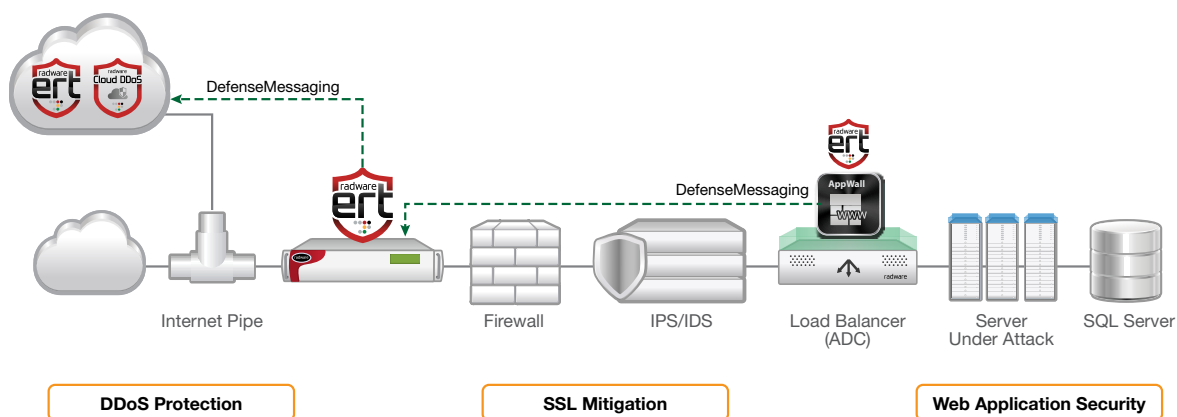 radware
ert
radware
Cloud DDoS
DefenseMessaging
radware
ert
radware
ert
AppWall
www
DefenseMessaging
radware
radware
Internet Pipe
Firewall
IPS/IDS
Load Balancer
(ADC)
Server
Under Attack
SQL Server
DDoS Protection
SSL Mitigation
Web Application Security